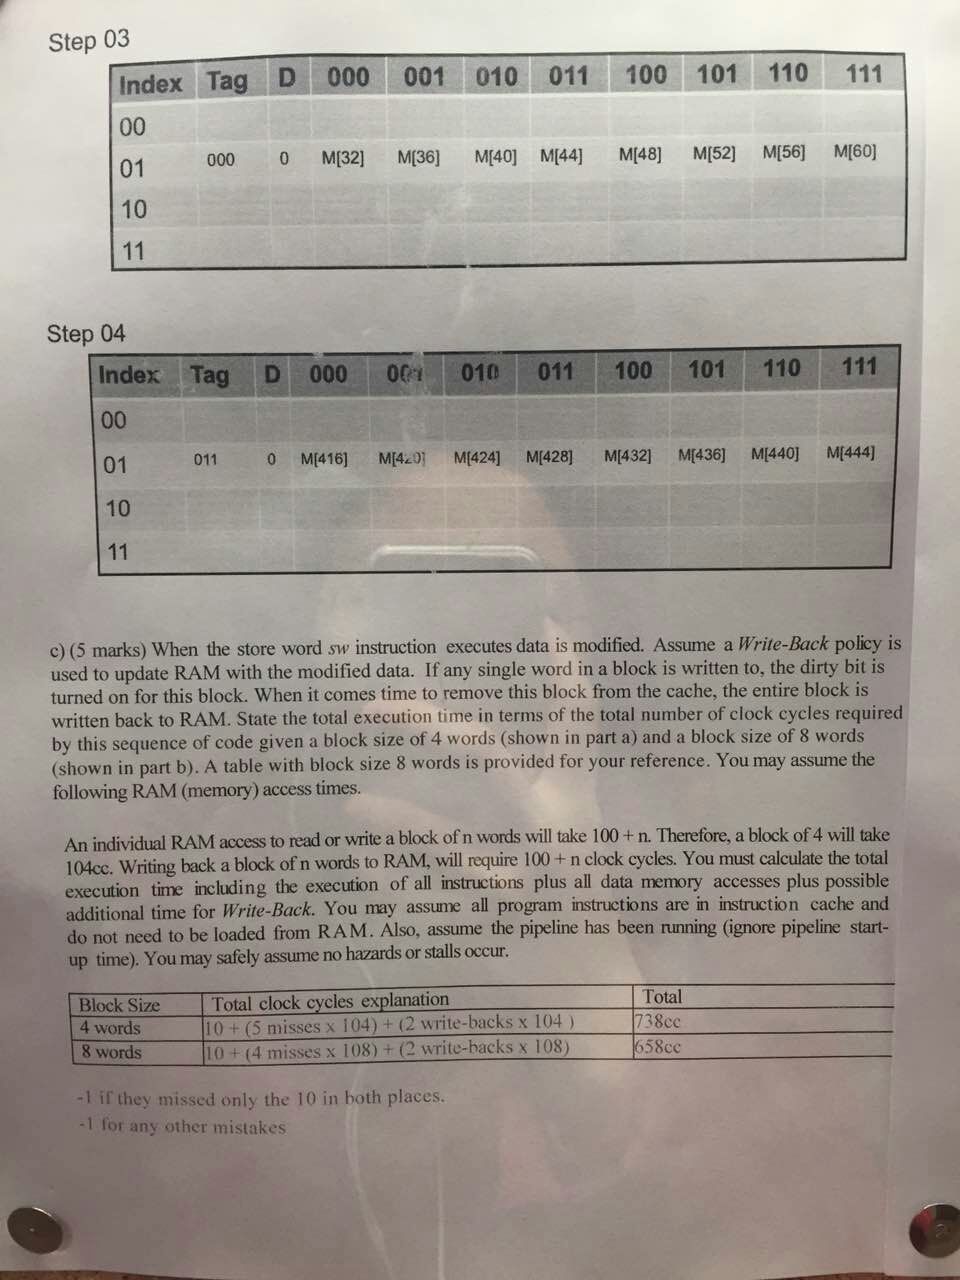 Step 03
Index Tag D 000 001 010 011 100 101 110 111
00
01 000 0 M[32] M[36] M[40] M[44] M[48] M[52] M[56] M[60]
10
11
Step 04
Index Tag D 000 001 010 011 100 101 110 111
00
01 011 0 M[416] M[420] M[424] M[428] M[432] M[436] M[440] M[444]
10
11
c) (5 marks) When the store word sw instruction executes data is modified. Assume a Write-Back policy is
used to update RAM with the modified data. If any single word in a block is written to, the dirty bit is
turned on for this block. When it comes time to remove this block from the cache, the entire block is
written back to RAM. State the total execution time in terms of the total number of clock cycles required
by this sequence of code given a block size of 4 words (shown in part a) and a block size of 8 words
(shown in part b). A table with block size 8 words is provided for your reference. You may assume the
following RAM (memory) access times.
An individual RAM access to read or write a block of n words will take 100 + n. Therefore, a block of 4 will take
104cc. Writing back a block of n words to RAM, will require 100 + n clock cycles. You must calculate the total
execution time including the execution of all instructions plus all data memory accesses plus possible
additional time for Write-Back. You may assume all program instructions are in instruction cache and
do not need to be loaded from RAM. Also, assume the pipeline has been running (ignore pipeline start-
up time). You may safely assume no hazards or stalls occur.
Block Size Total clock cycles explanation Total
4 words 10 + (5 misses x 104) + (2 write-backs x 104 ) 738cc
8 words 10 + (4 misses x 108) + (2 write-backs x 108) 658cc
-1 if they missed only the 10 in both places.
-1 for any other mistakes